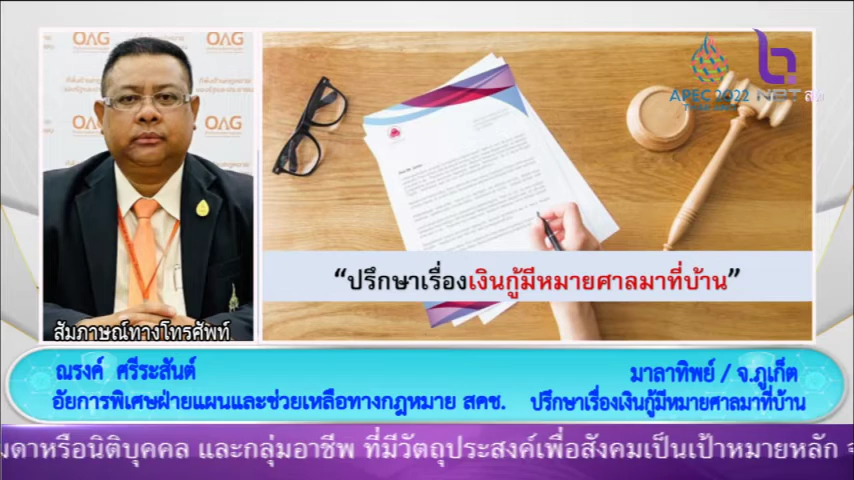 OAG
OAG
OAG
OAG
APEC 2022
THAILAND
NBT
“ปรึกษาเรื่องเงินกู้มีหมายศาลมาที่บ้าน”
สัมภาษณ์ทางโทรศัพท์
ณรงค์ ศรีระสันต์
อัยการพิเศษฝ่ายแผนและช่วยเหลือทางกฎหมาย สคช.
มาลาทิพย์ / จ.ภูเก็ต
ปรึกษาเรื่องเงินกู้มีหมายศาลมาที่บ้าน
มดาหรือนิติบุคคล และกลุ่มอาชีพ ที่มีวัตถุประสงค์เพื่อสังคมเป็นเป้าหมายหลัก จ